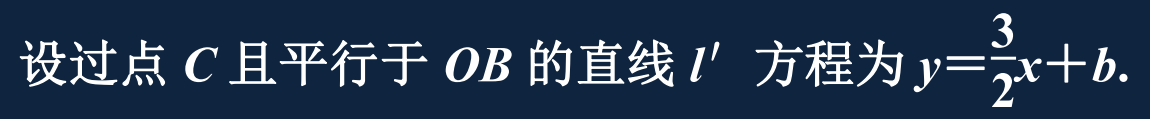 设过点 C 且平行于 OB 的直线 l′ 方程为 y=3/2x+b.